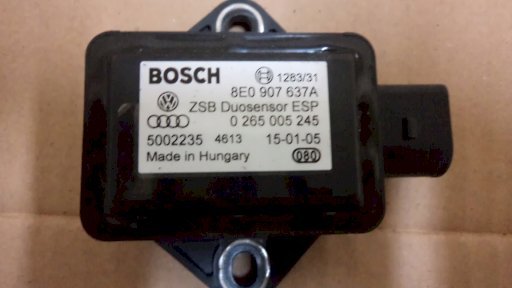 BOSCH 1283/31
8E0 907 637A
ZSB Duosensor ESP
0 265 005 245
5002235 4613 15-01-05
Made in Hungary 080